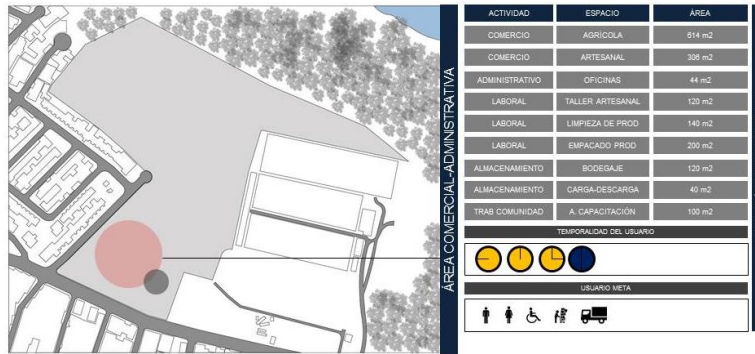 ÁREA COMERCIAL-ADMINISTRATIVA
ACTIVIDAD ESPACIO ÁREA
COMERCIO AGRÍCOLA 614 m2
COMERCIO ARTESANAL 306 m2
ADMINISTRATIVO OFICINAS 44 m2
LABORAL TALLER ARTESANAL 120 m2
LABORAL LIMPIEZA DE PROD 140 m2
LABORAL EMPACADO PROD 200 m2
ALMACENAMIENTO BODEGAJE 120 m2
ALMACENAMIENTO CARGA-DESCARGA 40 m2
TRAB COMUNIDAD A. CAPACITACIÓN 100 m2
TEMPORALIDAD DEL USUARIO
USUARIO META